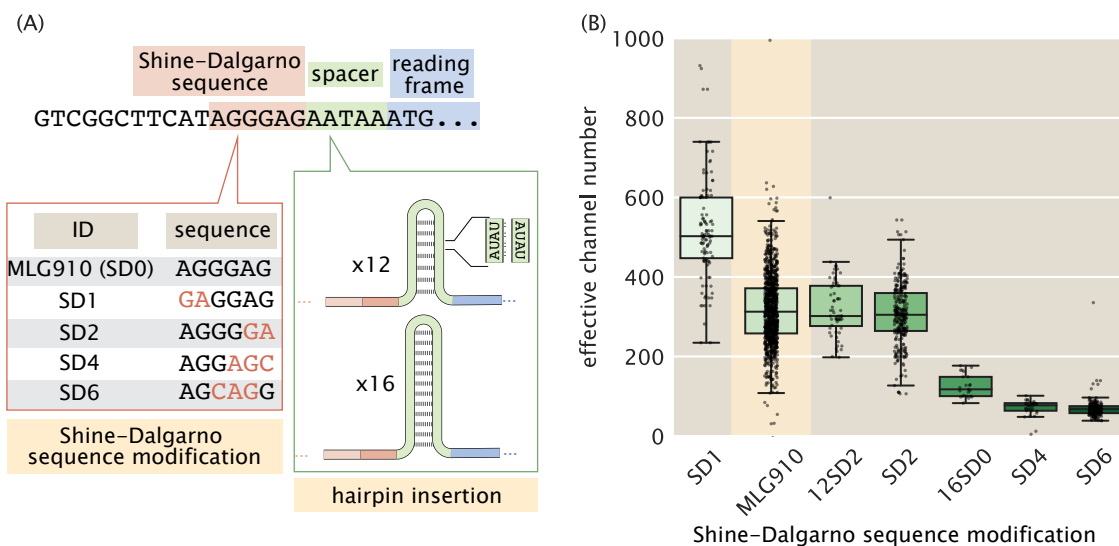 (A)
Shine-Dalgarno
sequence
spacer
reading
frame
GTCGGCTTCATAGGGAGAATAAATG...
ID sequence
MLG910 (SD0) AGGGAG
SD1 GAGGAG
SD2 AGGGGA
SD4 AGGAGC
SD6 AGCAGG
Shine-Dalgarno
sequence modification
x12
UAUA
AUAU
x16
hairpin insertion
(B)
effective channel number
1000
800
600
400
200
0
SD1
MLG910
12SD2
SD2
16SD0
SD4
SD6
Shine-Dalgarno sequence modification